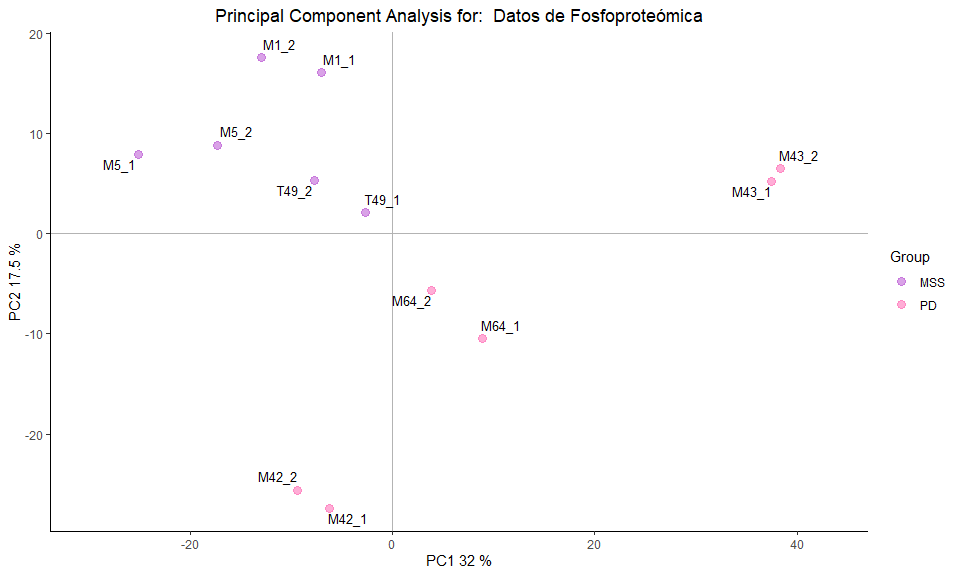 Principal Component Analysis for:  Datos de Fosfoproteómica
PC2 17.5 %
20
10
0
-10
-20
M1_2
M1_1
M5_2
M5_1
T49_2
T49_1
M43_2
M43_1
M64_2
M64_1
M42_2
M42_1
Group
MSS
PD
-20
0
20
40
PC1 32 %